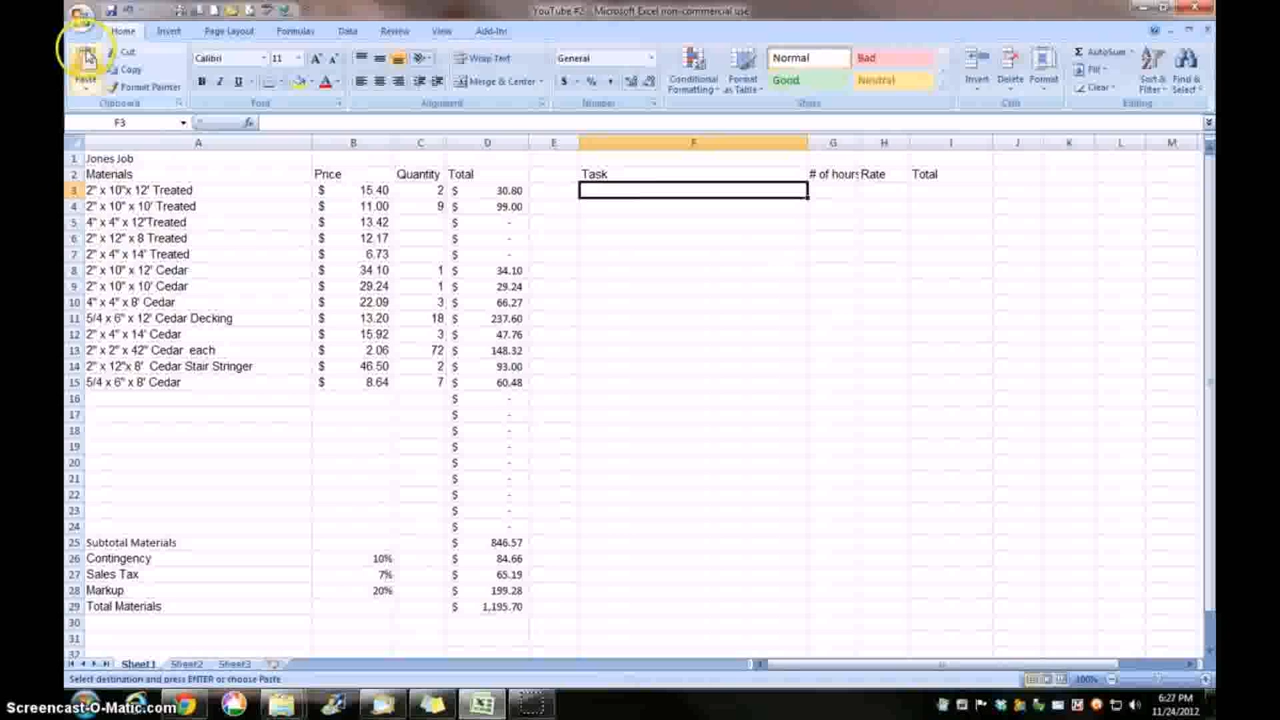 YouTube #2 - Microsoft Excel non-commercial use
Home Insert Page Layout Formulas Data Review View Add-Ins
Paste Cut Copy Format Painter Clipboard
Calibri 11 Font
Wrap Text Merge & Center Alignment
General $ % , Number
Conditional Formatting Format as Table Normal Bad Good Neutral Styles
Insert Delete Format Cells
AutoSum Fill Clear Sort & Filter Find & Select Editing
F3 fx
A B C D E F G H I J K L M
1 Jones Job
2 Materials Price Quantity Total Task # of hours Rate Total
3 2" x 10"x 12' Treated $ 15.40 2 $ 30.80
4 2" x 10" x 10' Treated $ 11.00 9 $ 99.00
5 4" x 4" x 12'Treated $ 13.42 $ -
6 2" x 12" x 8 Treated $ 12.17 $ -
7 2" x 4" x 14' Treated $ 6.73 $ -
8 2" x 10" x 12' Cedar $ 34.10 1 $ 34.10
9 2" x 10" x 10' Cedar $ 29.24 1 $ 29.24
10 4" x 4" x 8' Cedar $ 22.09 3 $ 66.27
11 5/4 x 6" x 12' Cedar Decking $ 13.20 18 $ 237.60
12 2" x 4" x 14' Cedar $ 15.92 3 $ 47.76
13 2" x 2" x 42" Cedar each $ 2.06 72 $ 148.32
14 2" x 12"x 8' Cedar Stair Stringer $ 46.50 2 $ 93.00
15 5/4 x 6" x 8' Cedar $ 8.64 7 $ 60.48
16 $ -
17 $ -
18 $ -
19 $ -
20 $ -
21 $ -
22 $ -
23 $ -
24 $ -
25 Subtotal Materials $ 846.57
26 Contingency 10% $ 84.66
27 Sales Tax 7% $ 65.19
28 Markup 20% $ 199.28
29 Total Materials $ 1,195.70
30
31
32
Sheet1 Sheet2 Sheet3
Select destination and press ENTER or choose Paste 100%
Screencast-O-Matic.com
6:27 PM
11/24/2012